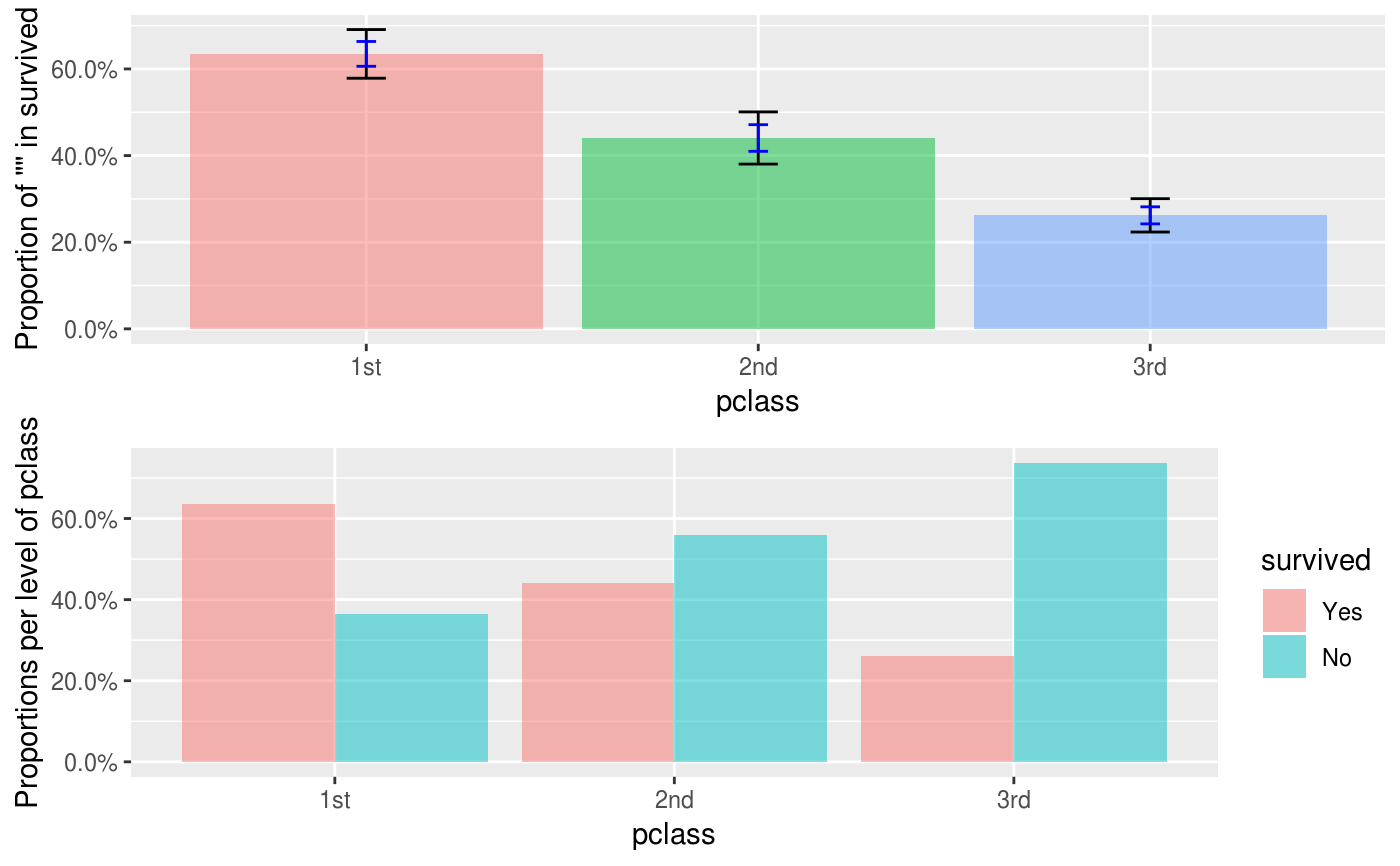 Proportion of "" in survived
60.0%
40.0%
20.0%
0.0%
1st 2nd 3rd
pclass
Proportions per level of pclass
60.0%
40.0%
20.0%
0.0%
1st 2nd 3rd
pclass
survived
Yes
No